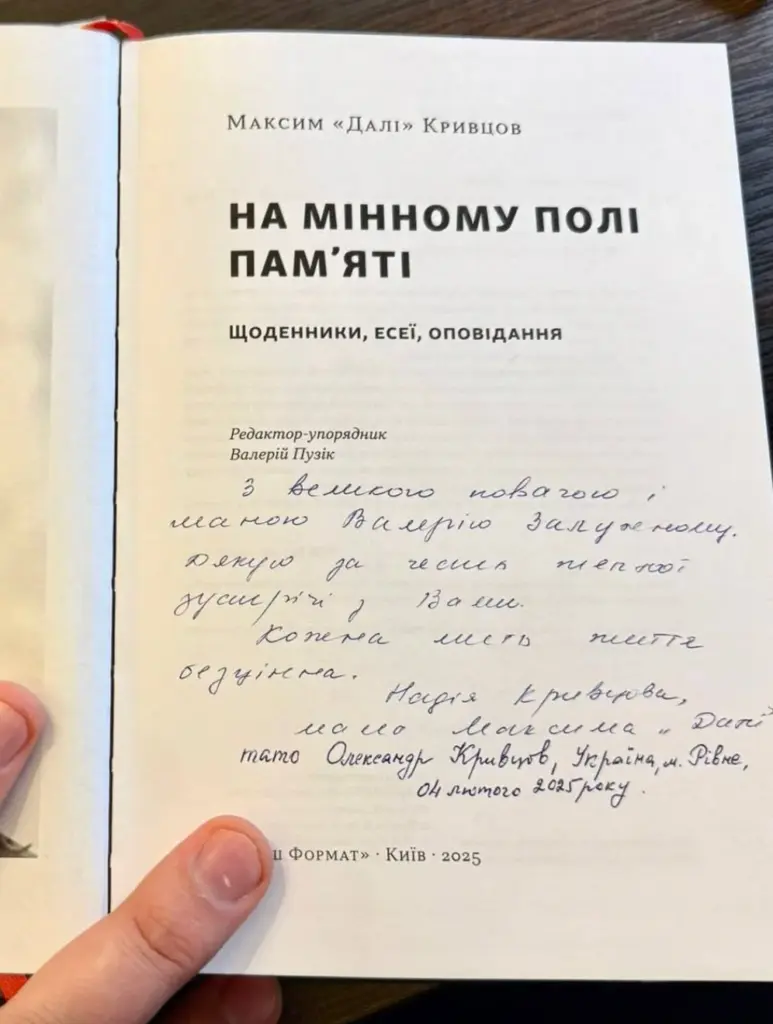 Максим «Далі» Кривцов
НА МІННОМУ ПОЛІ
ПАМ’ЯТІ
ЩОДЕННИКИ, ЕСЕЇ, ОПОВІДАННЯ
Редактор-упорядник
Валерій Пузік
З великою повагою і
шаною Валерію Залужному.
Дякую за теплої
зустрічі з Вами.
Кожна мить життя
безцінна.
Надія Кривцова,
мама Максима „Далі”
тато Олександр Кривцов, Україна, м. Рівне,
04 лютого 2025 року.
ш Формат» · Київ · 2025